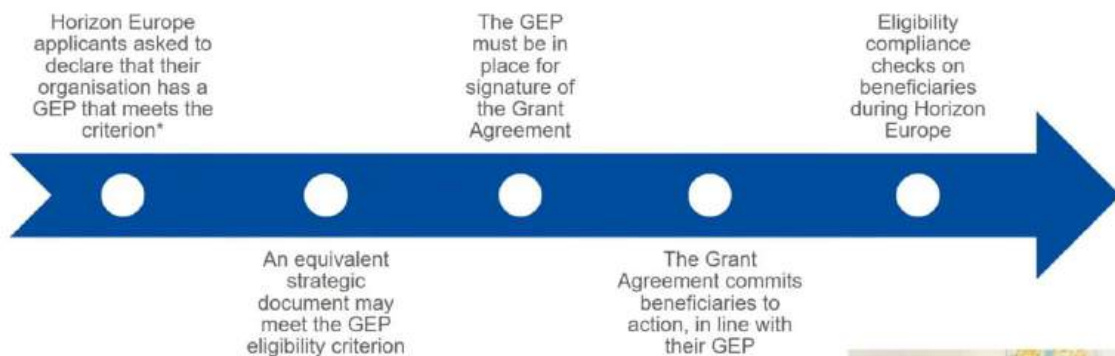 Horizon Europe
applicants asked to
declare that their
organisation has a
GEP that meets the
criterion*
An equivalent
strategic
document may
meet the GEP
eligibility criterion
The GEP
must be in
place for
signature of
the Grant
Agreement
The Grant
Agreement commits
beneficiaries to
action, in line with
their GEP
Eligibility
compliance
checks on
beneficiaries
during Horizon
Europe